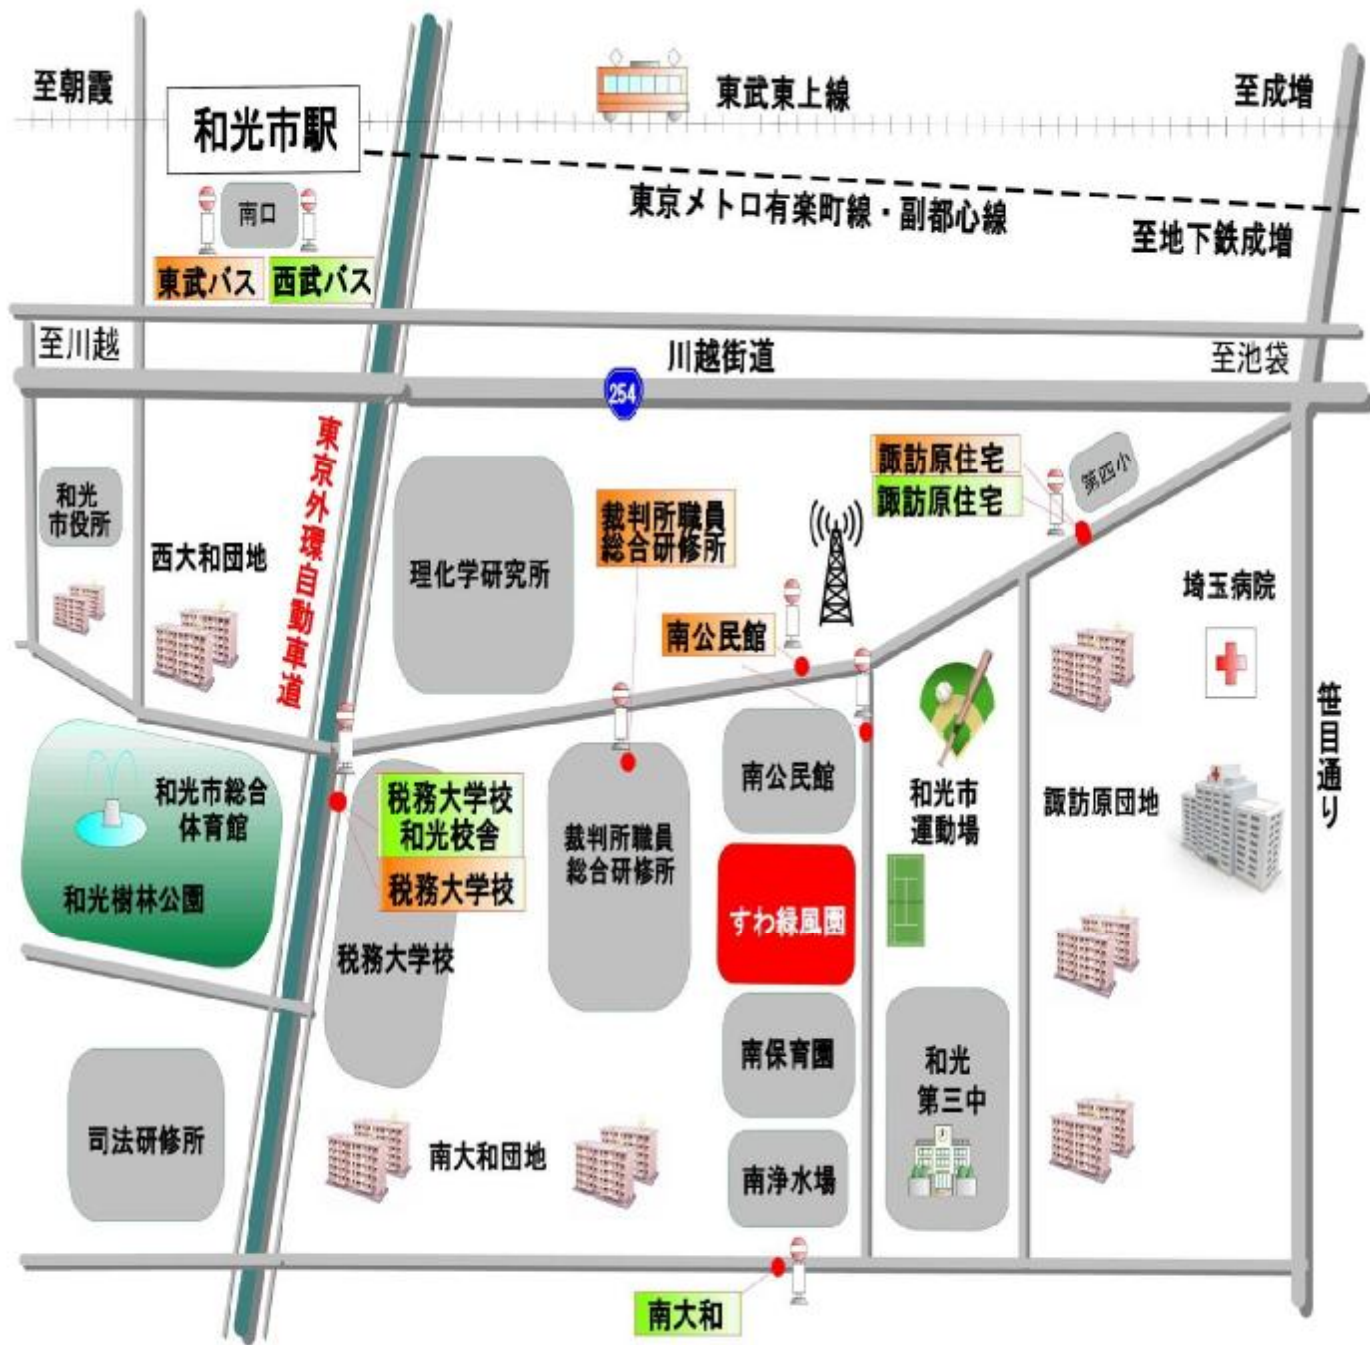 至朝霞
和光市駅
東武東上線
至成増
南口
東京メトロ有楽町線・副都心線
至地下鉄成増
東武バス
西武バス
至川越
川越街道
至池袋
254
東京外環自動車道
和光
市役所
西大和団地
理化学研究所
裁判所職員
総合研修所
諏訪原住宅
諏訪原住宅
第四小
南公民館
埼玉病院
笹目通り
和光市総合
体育館
和光樹林公園
税務大学校
和光校舎
税務大学校
税務大学校
裁判所職員
総合研修所
南公民館
和光市
運動場
諏訪原団地
すわ緑風園
南保育園
和光
第三中
司法研修所
南大和団地
南浄水場
南大和